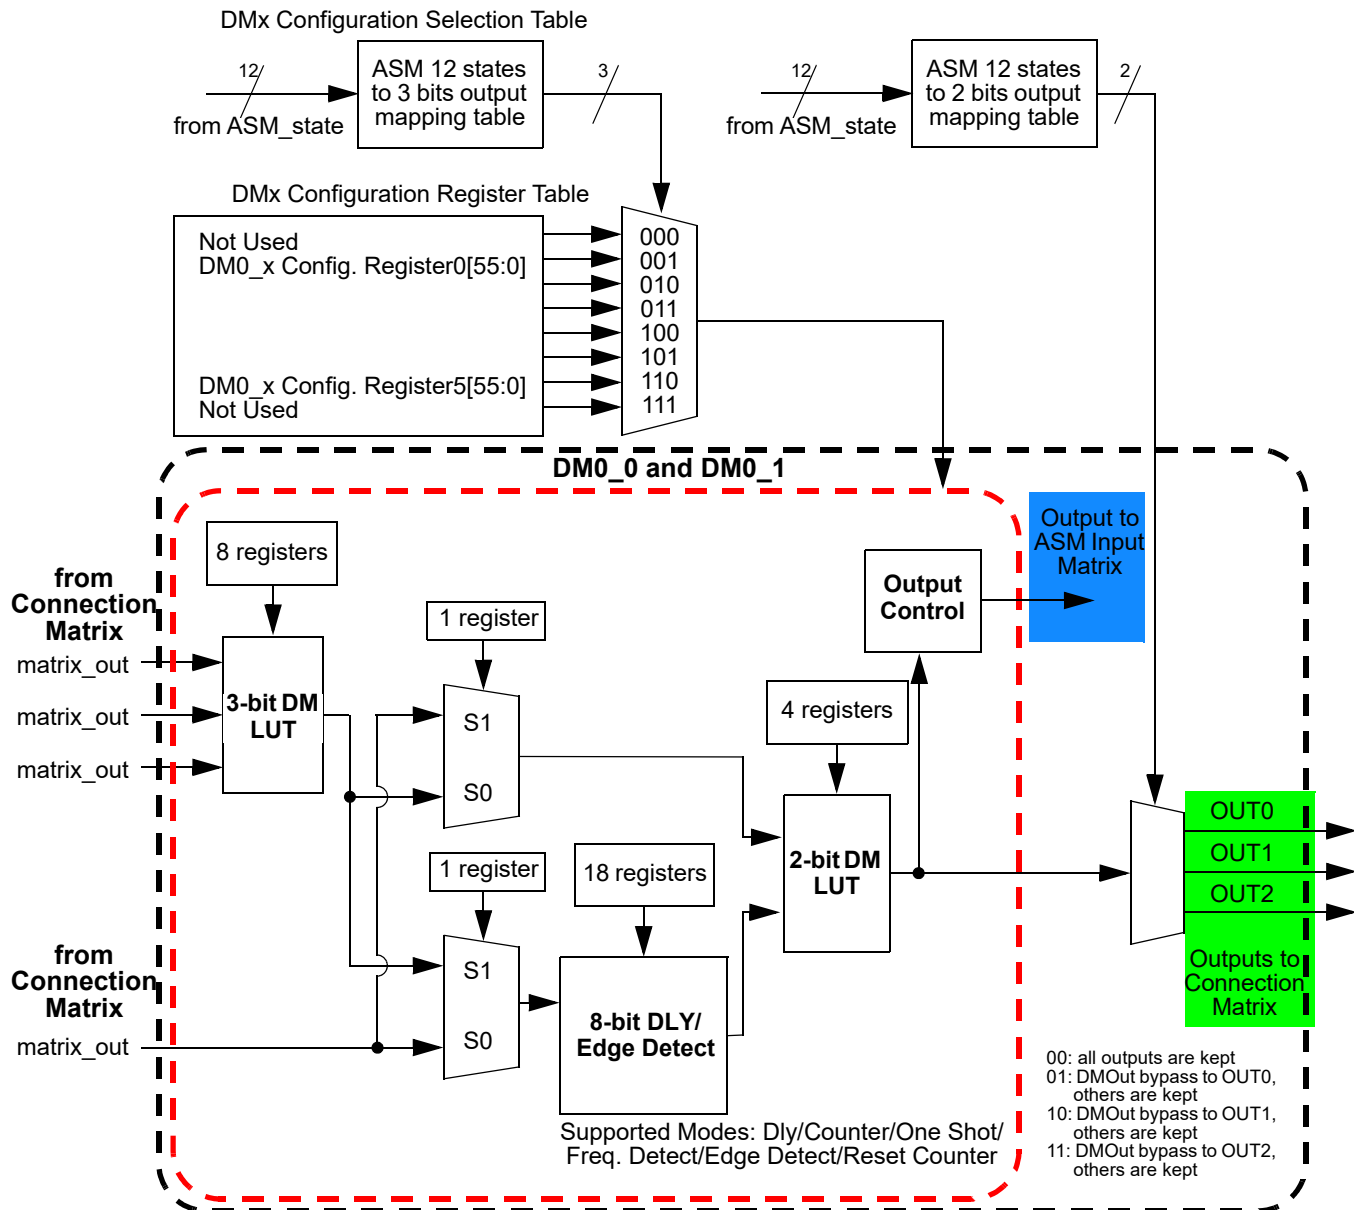 DMx Configuration Selection Table
12
ASM 12 states
to 3 bits output
mapping table
3
from ASM_state
12
ASM 12 states
to 2 bits output
mapping table
2
from ASM_state
DMx Configuration Register Table
Not Used
DM0_x Config. Register0[55:0]
DM0_x Config. Register5[55:0]
Not Used
000
001
010
011
100
101
110
111
DM0_0 and DM0_1
8 registers
from
Connection
Matrix
matrix_out
matrix_out
matrix_out
3-bit DM
LUT
1 register
S1
S0
Output
Control
Output to
ASM Input
Matrix
4 registers
2-bit DM
LUT
1 register
S1
S0
18 registers
8-bit DLY/
Edge Detect
from
Connection
Matrix
matrix_out
OUT0
OUT1
OUT2
Outputs to
Connection
Matrix
Supported Modes: Dly/Counter/One Shot/
Freq. Detect/Edge Detect/Reset Counter
00: all outputs are kept
01: DMOut bypass to OUT0,
others are kept
10: DMOut bypass to OUT1,
others are kept
11: DMOut bypass to OUT2,
others are kept